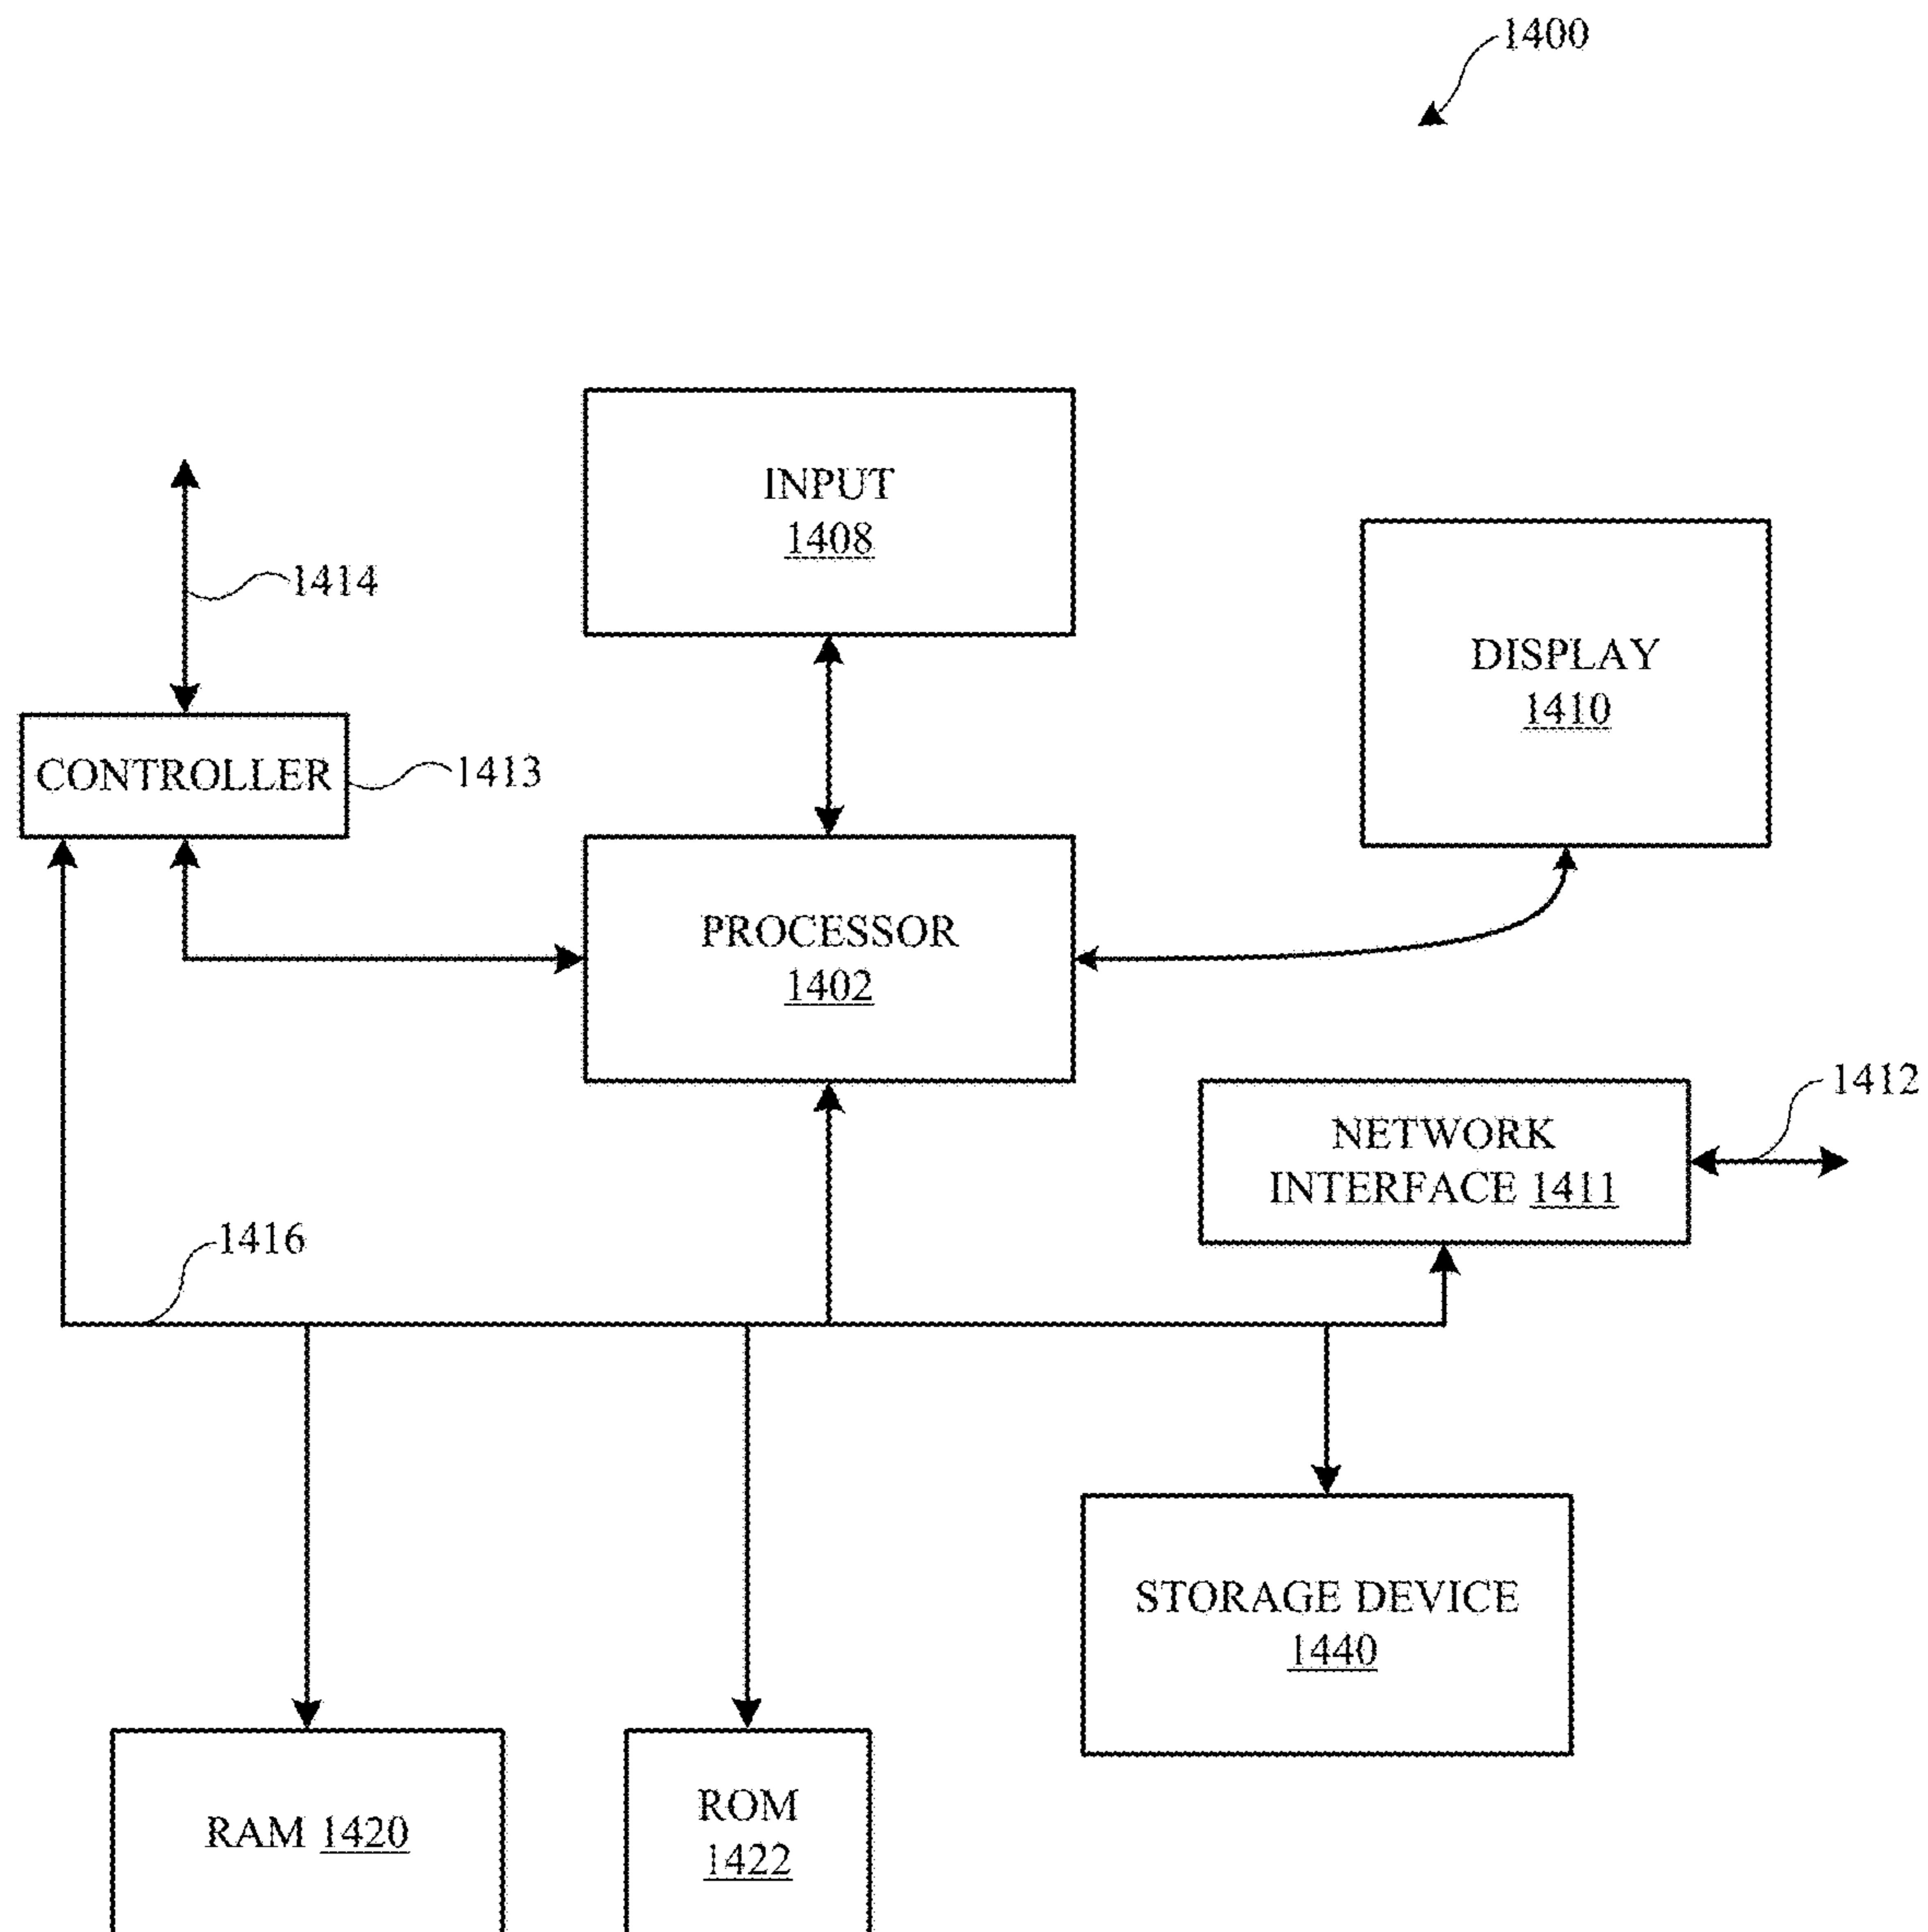 1400
INPUT
1408
1414
DISPLAY
1410
CONTROLLER
1413
PROCESSOR
1402
1412
NETWORK
INTERFACE 1411
1416
STORAGE DEVICE
1440
RAM 1420
ROM
1422